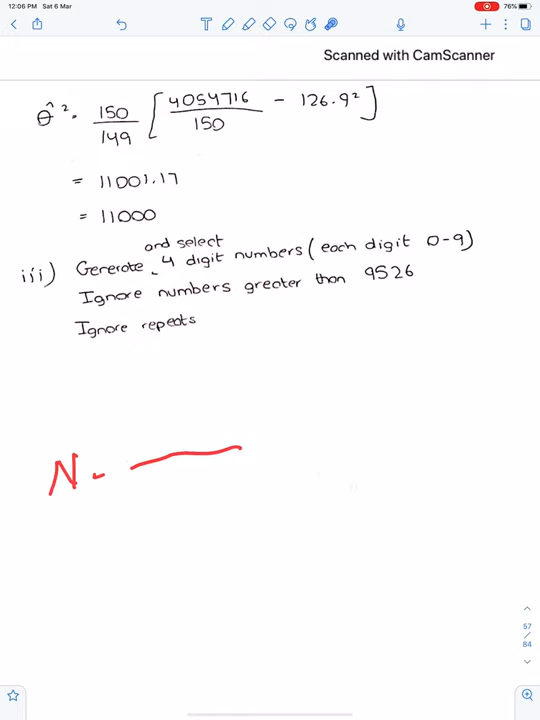 12:06 PM Sat 6 Mar
76%
Scanned with CamScanner
θ̂ ² = 150/149 [ 4054716/150 - 126.9² ]
= 11001.17
= 11000
and select
iii) Generate ‸ 4 digit numbers ( each digit 0-9)
Ignore numbers greater than 9526
Ignore repeats
N -
57
/
84